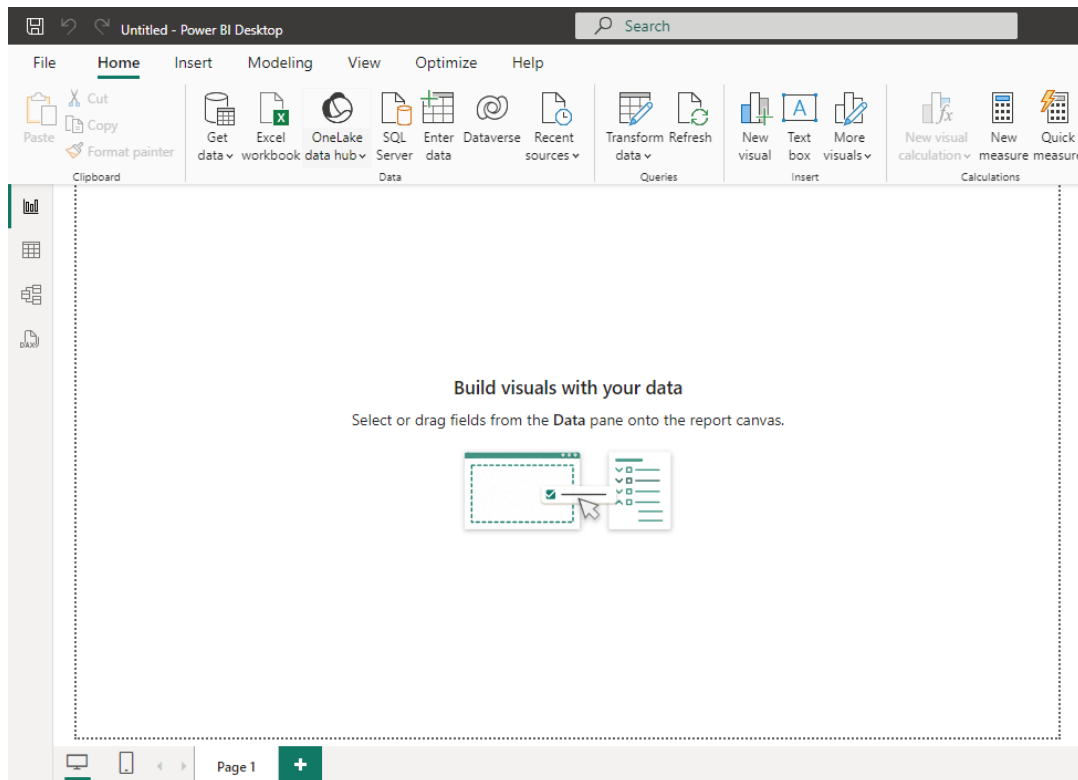 Untitled - Power BI Desktop
Search
File Home Insert Modeling View Optimize Help
Paste
Cut
Copy
Format painter
Clipboard
Get data
Excel workbook
OneLake data hub
SQL Server
Enter data
Dataverse
Recent sources
Data
Transform data
Refresh
Queries
New visual
Text box
A
More visuals
Insert
New visual calculation
fx
New measure
Quick measure
Calculations
DAX
Build visuals with your data
Select or drag fields from the Data pane onto the report canvas.
Page 1